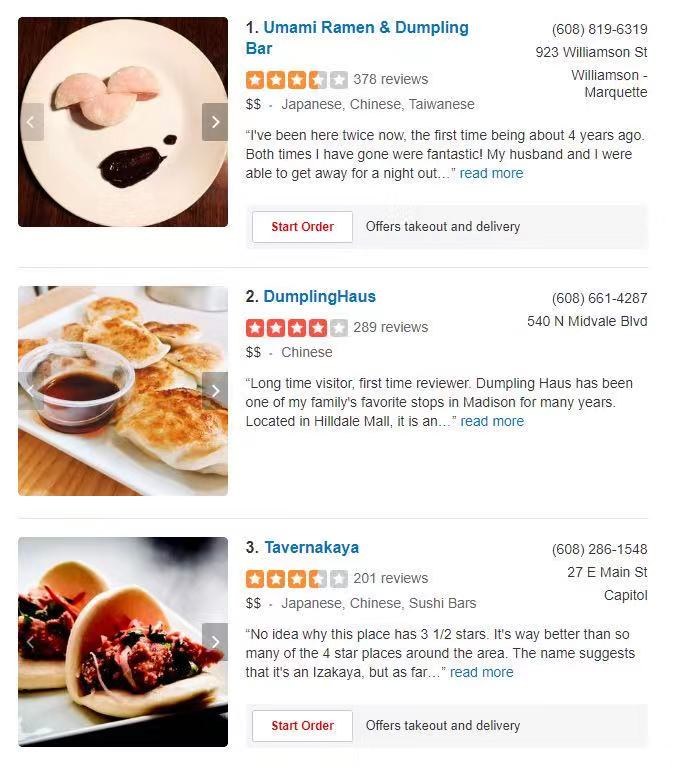 1. Umami Ramen & Dumpling
Bar
(608) 819-6319
923 Williamson St
Williamson -
Marquette
378 reviews
$$ - Japanese, Chinese, Taiwanese
“I've been here twice now, the first time being about 4 years ago.
Both times I have gone were fantastic! My husband and I were
able to get away for a night out…” read more
Start Order Offers takeout and delivery
2. DumplingHaus
(608) 661-4287
540 N Midvale Blvd
289 reviews
$$ - Chinese
“Long time visitor, first time reviewer. Dumpling Haus has been
one of my family's favorite stops in Madison for many years.
Located in Hilldale Mall, it is an…” read more
3. Tavernakaya
(608) 286-1548
27 E Main St
Capitol
201 reviews
$$ - Japanese, Chinese, Sushi Bars
“No idea why this place has 3 1/2 stars. It's way better than so
many of the 4 star places around the area. The name suggests
that it's an Izakaya, but as far…” read more
Start Order Offers takeout and delivery